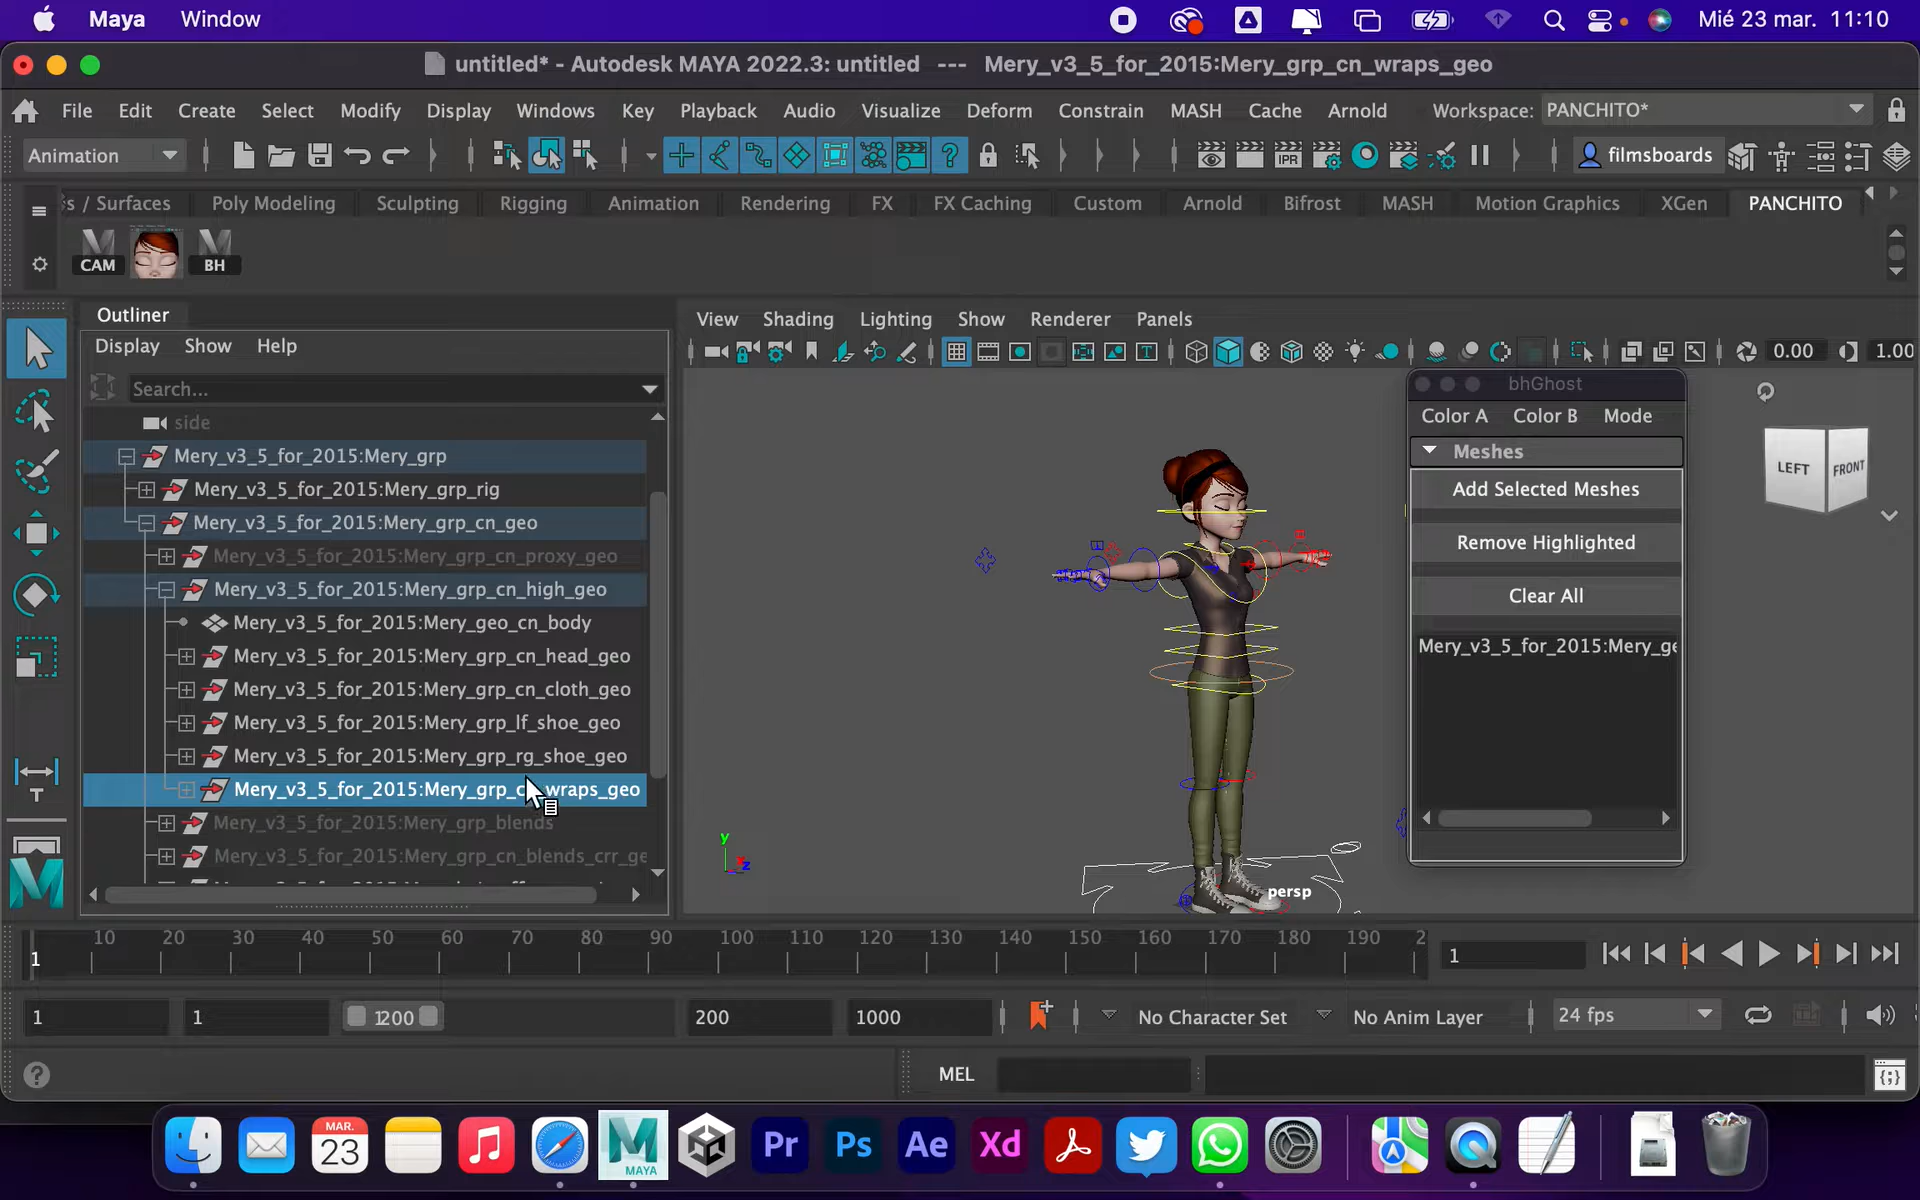 Maya Window Mié 23 mar. 11:10
untitled* - Autodesk MAYA 2022.3: untitled --- Mery_v3_5_for_2015:Mery_grp_cn_wraps_geo
File Edit Create Select Modify Display Windows Key Playback Audio Visualize Deform Constrain MASH Cache Arnold Workspace: PANCHITO*
Animation IPR filmsboards
s / Surfaces Poly Modeling Sculpting Rigging Animation Rendering FX FX Caching Custom Arnold Bifrost MASH Motion Graphics XGen PANCHITO
CAM BH
Outliner
Display Show Help
Search...
side
Mery_v3_5_for_2015:Mery_grp
Mery_v3_5_for_2015:Mery_grp_rig
Mery_v3_5_for_2015:Mery_grp_cn_geo
Mery_v3_5_for_2015:Mery_grp_cn_proxy_geo
Mery_v3_5_for_2015:Mery_grp_cn_high_geo
Mery_v3_5_for_2015:Mery_geo_cn_body
Mery_v3_5_for_2015:Mery_grp_cn_head_geo
Mery_v3_5_for_2015:Mery_grp_cn_cloth_geo
Mery_v3_5_for_2015:Mery_grp_lf_shoe_geo
Mery_v3_5_for_2015:Mery_grp_rg_shoe_geo
Mery_v3_5_for_2015:Mery_grp_cn_wraps_geo
Mery_v3_5_for_2015:Mery_grp_blends
Mery_v3_5_for_2015:Mery_grp_cn_blends_crr_ge
View Shading Lighting Show Renderer Panels
0.00 1.00
bhGhost
Color A Color B Mode
Meshes
Add Selected Meshes
Remove Highlighted
Clear All
Mery_v3_5_for_2015:Mery_ge
LEFT FRONT
y
z
persp
10 20 30 40 50 60 70 80 90 100 110 120 130 140 150 160 170 180 190 2
1 1
1 1 1200 200 1000 No Character Set No Anim Layer 24 fps
MEL
MAR.
23
MAYA
Pr Ps Ae Xd